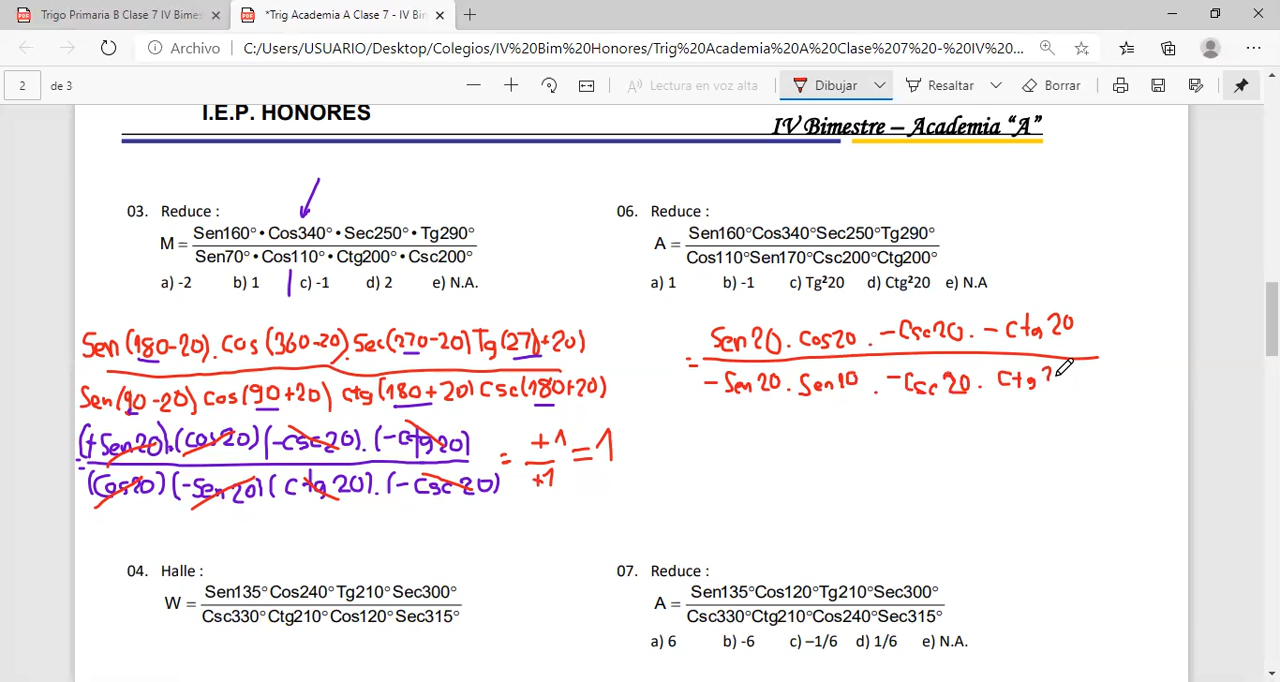 Trigo Primaria B Clase 7 IV Bimes
*Trig Academia A Clase 7 - IV Bim
Archivo C:/Users/USUARIO/Desktop/Colegios/IV%20Bim%20Honores/Trig%20Academia%20A%20Clase%207%20-%20IV%20...
2 de 3 Lectura en voz alta Dibujar Resaltar Borrar
I.E.P. HONORES
IV Bimestre – Academia “A”
03. Reduce :
M = Sen160° • Cos340° • Sec250° • Tg290°
Sen70° • Cos110° • Ctg200° • Csc200°
a) -2 b) 1 c) -1 d) 2 e) N.A.
Sen(180-20). Cos(360-20).Sec(270-20) Tg(27/+20)
Sen(90-20) cos(90+20) ctg(180+20) Csc(180+20)
= (+Sen20).(cos20)(-csc20).(-ctg20) = +1 = 1
(cos20)(-Sen20)(ctg20).(-csc20) +1
04. Halle :
W = Sen135° Cos240° Tg210° Sec300°
Csc330° Ctg210° Cos120° Sec315°
06. Reduce :
A = Sen160°Cos340°Sec250°Tg290°
Cos110°Sen170°Csc200°Ctg200°
a) 1 b) -1 c) Tg²20 d) Ctg²20 e) N.A
= Sen20. Cos20 . -Csc20. -Ctg20
-Sen20. Sen10 . -Csc20. Ctg2
07. Reduce :
A = Sen135°Cos120°Tg210°Sec300°
Csc330°Ctg210°Cos240°Sec315°
a) 6 b) -6 c) –1/6 d) 1/6 e) N.A.